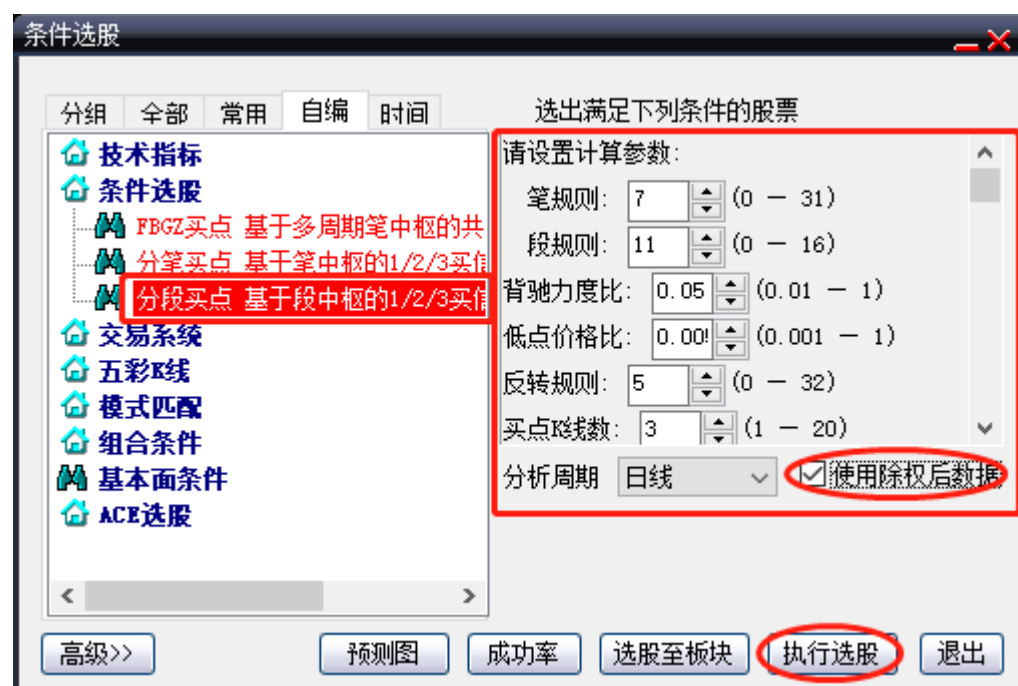 条件选股
分组 全部 常用 自编 时间
选出满足下列条件的股票
技术指标
条件选股
FBGZ买点 基于多周期笔中枢的共
分笔买点 基于笔中枢的1/2/3买信
分段买点 基于段中枢的1/2/3买信
交易系统
五彩K线
模式匹配
组合条件
基本面条件
ACE选股
请设置计算参数:
笔规则: 7 (0 - 31)
段规则: 11 (0 - 16)
背驰力度比: 0.05 (0.01 - 1)
低点价格比: 0.00 (0.001 - 1)
反转规则: 5 (0 - 32)
买点K线数: 3 (1 - 20)
分析周期 日线 使用除权后数据
高级>> 预测图 成功率 选股至板块 执行选股 退出